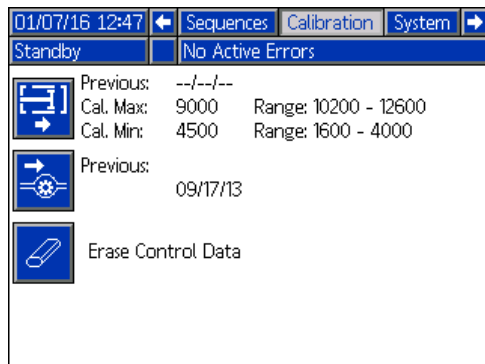 01/07/16 12:47 Sequences Calibration System
Standby No Active Errors
Previous: --/--/--
Cal. Max: 9000 Range: 10200 - 12600
Cal. Min: 4500 Range: 1600 - 4000
Previous:
09/17/13
Erase Control Data